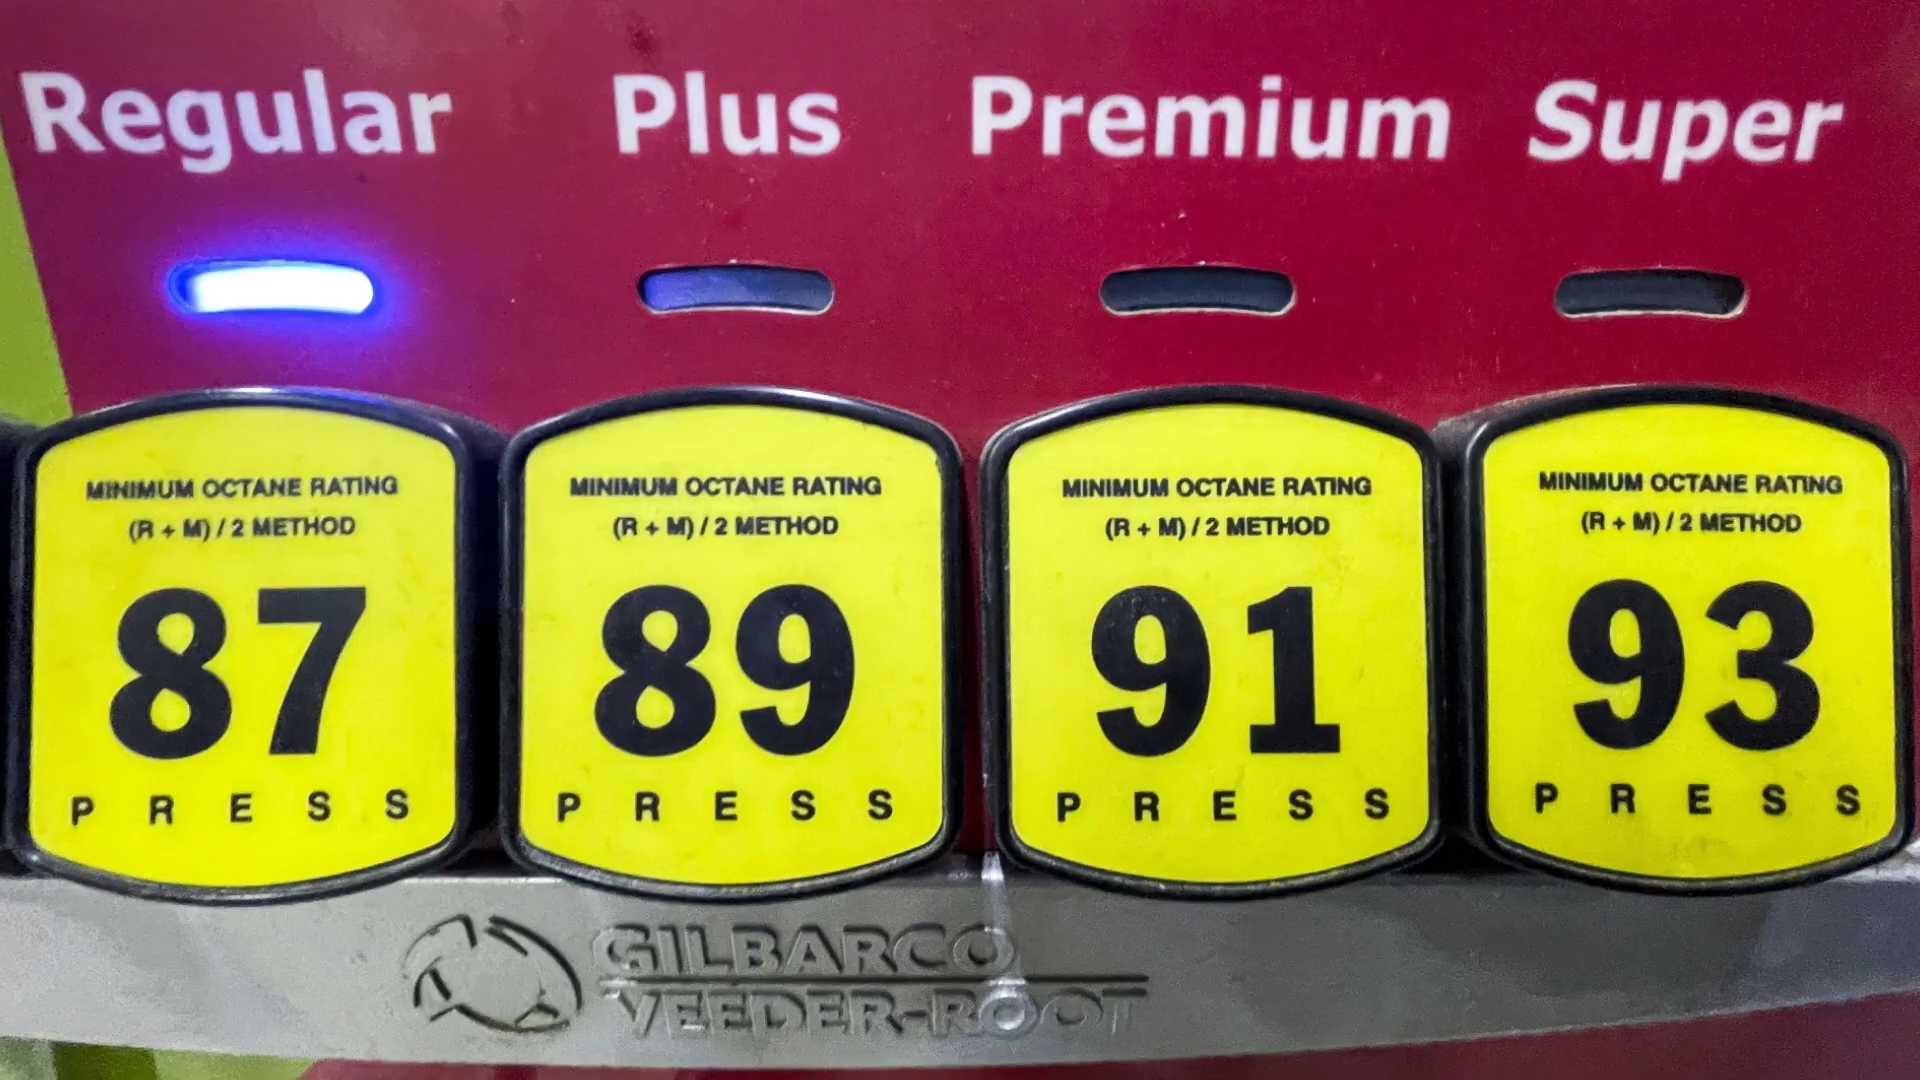 Regular Plus Premium Super
MINIMUM OCTANE RATING
(R + M) / 2 METHOD
87
PRESS
MINIMUM OCTANE RATING
(R + M) / 2 METHOD
89
PRESS
MINIMUM OCTANE RATING
(R + M) / 2 METHOD
91
PRESS
MINIMUM OCTANE RATING
(R + M) / 2 METHOD
93
PRESS
GILBARCO
VEEDER-ROOT